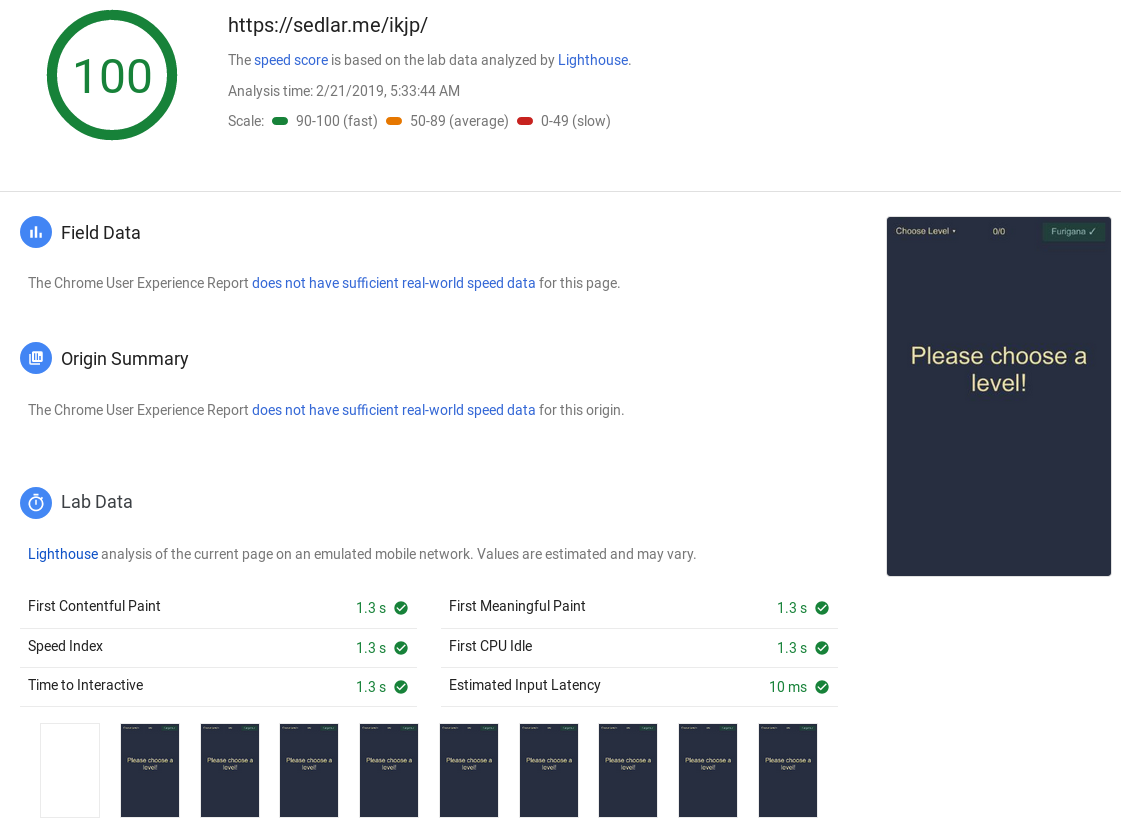 100
https://sedlar.me/ikjp/
The speed score is based on the lab data analyzed by Lighthouse.
Analysis time: 2/21/2019, 5:33:44 AM
Scale: 90-100 (fast) 50-89 (average) 0-49 (slow)
Field Data
The Chrome User Experience Report does not have sufficient real-world speed data for this page.
Origin Summary
The Chrome User Experience Report does not have sufficient real-world speed data for this origin.
Choose Level 0/0 Furigana ✓
Please choose a
level!
Lab Data
Lighthouse analysis of the current page on an emulated mobile network. Values are estimated and may vary.
First Contentful Paint 1.3 s
First Meaningful Paint 1.3 s
Speed Index 1.3 s
First CPU Idle 1.3 s
Time to Interactive 1.3 s
Estimated Input Latency 10 ms
Please choose a
level!
Please choose a
level!
Please choose a
level!
Please choose a
level!
Please choose a
level!
Please choose a
level!
Please choose a
level!
Please choose a
level!
Please choose a
level!